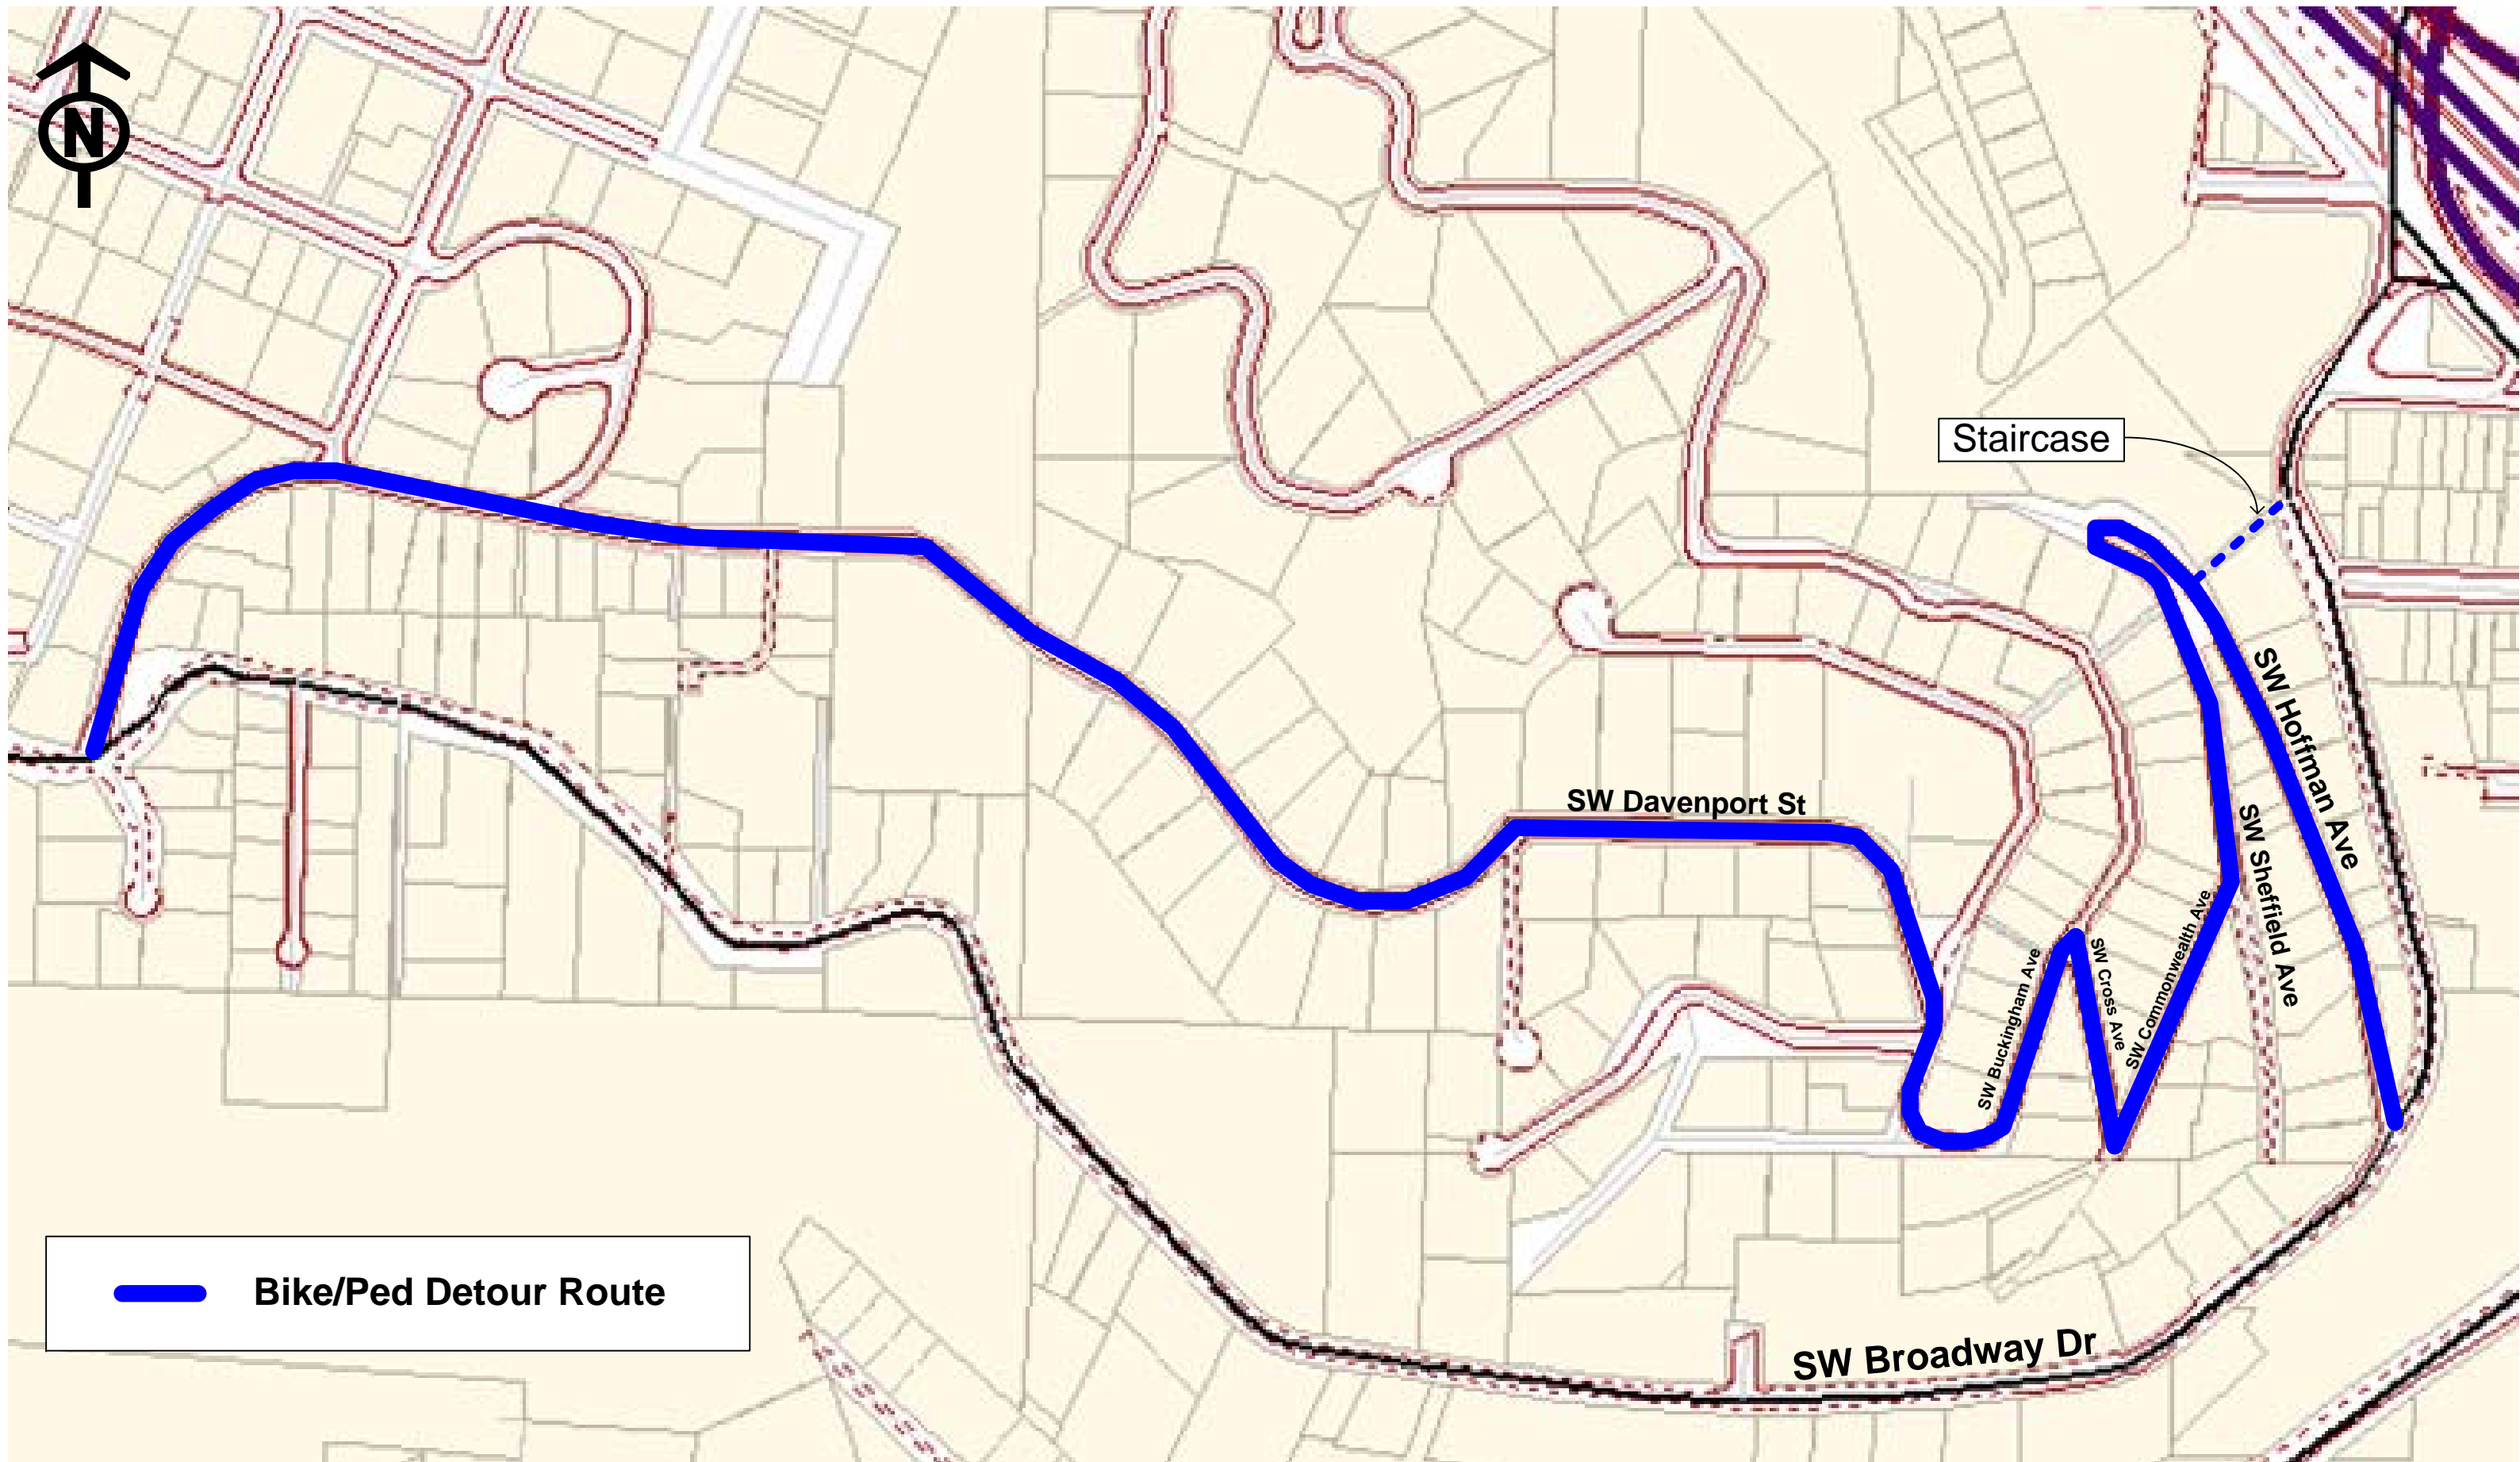 N
Staircase
SW Hoffman Ave
SW Davenport St
SW Sheffield Ave
SW Commonwealth Ave
SW Cross Ave
SW Buckingham Ave
Bike/Ped Detour Route
SW Broadway Dr